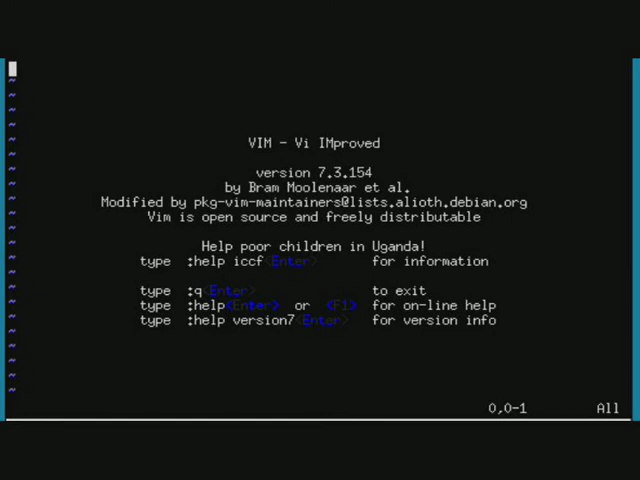 ~
~
~
~
~
VIM - Vi IMproved
~
~
version 7.3.154
~
by Bram Moolenaar et al.
~
Modified by pkg-vim-maintainers@lists.alioth.debian.org
~
Vim is open source and freely distributable
~
~
Help poor children in Uganda!
~
type :help iccf<Enter> for information
~
~
type :q<Enter> to exit
~
type :help<Enter> or <F1> for on-line help
~
type :help version7<Enter> for version info
~
~
~
~
~
0,0-1 All